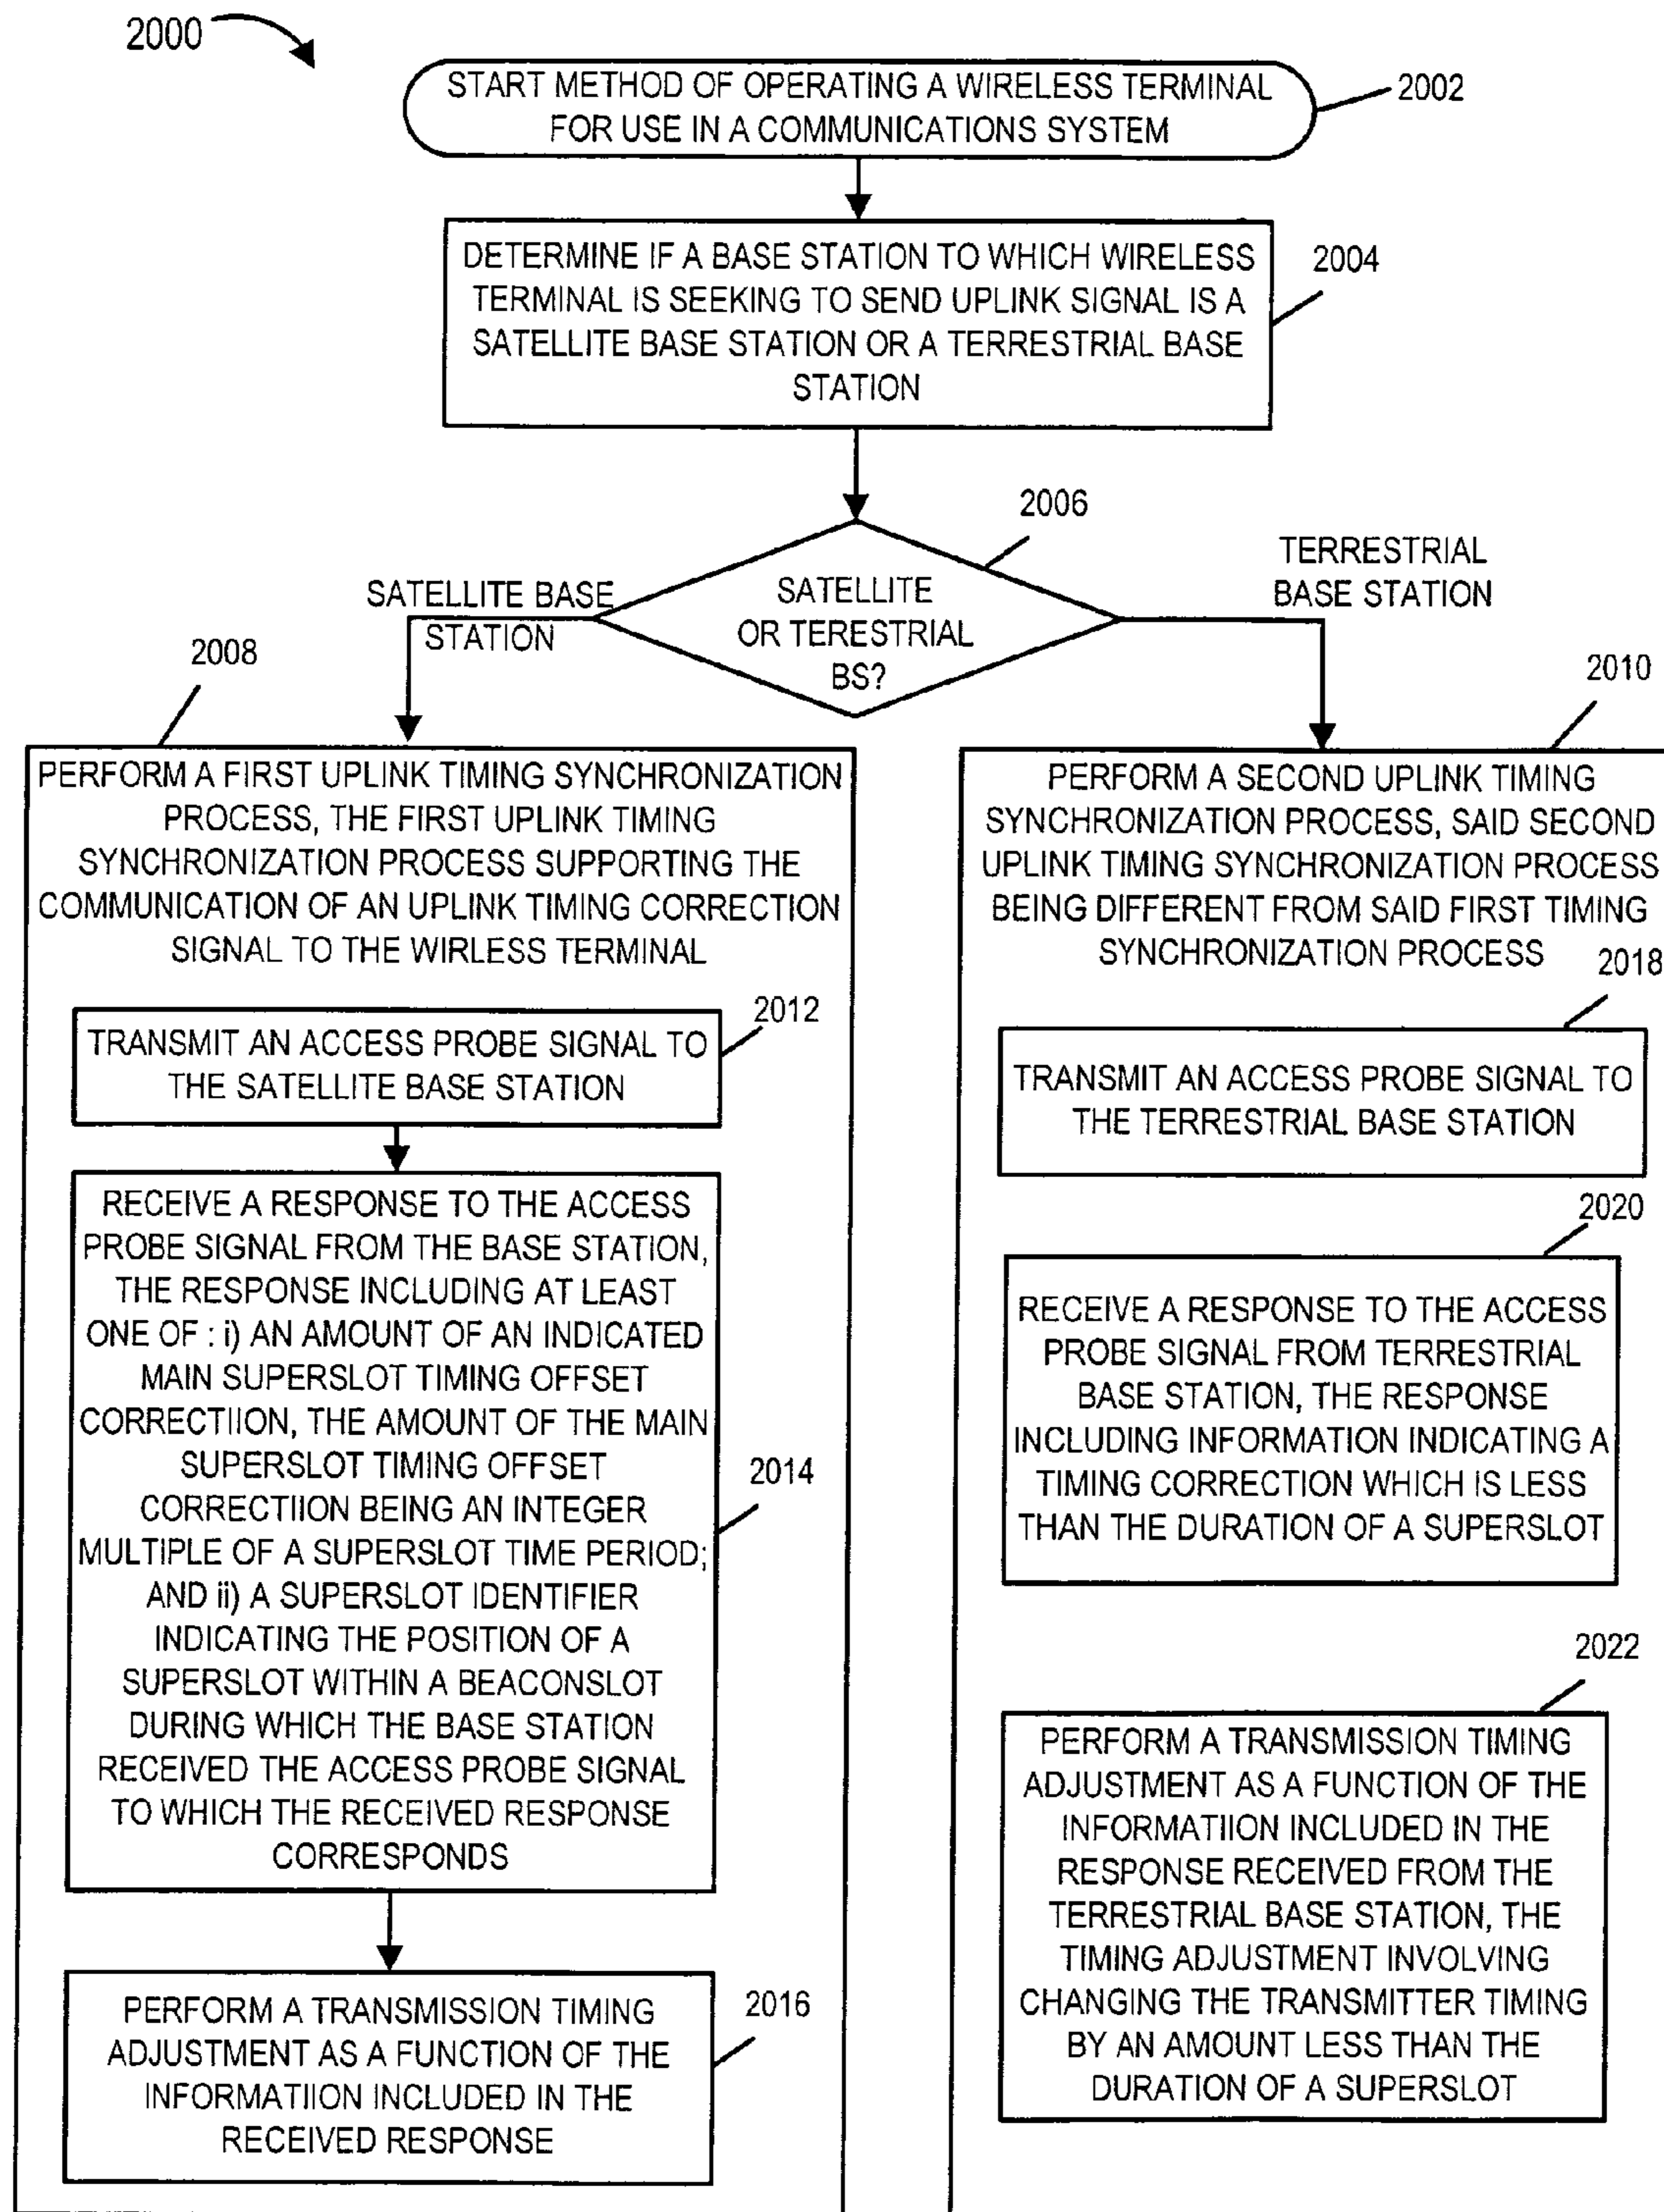 2000
START METHOD OF OPERATING A WIRELESS TERMINAL
FOR USE IN A COMMUNICATIONS SYSTEM
2002
DETERMINE IF A BASE STATION TO WHICH WIRELESS
TERMINAL IS SEEKING TO SEND UPLINK SIGNAL IS A
SATELLITE BASE STATION OR A TERRESTRIAL BASE
STATION
2004
2006
SATELLITE
OR TERESTRIAL
BS?
SATELLITE BASE
STATION
TERRESTRIAL
BASE STATION
2008
PERFORM A FIRST UPLINK TIMING SYNCHRONIZATION
PROCESS, THE FIRST UPLINK TIMING
SYNCHRONIZATION PROCESS SUPPORTING THE
COMMUNICATION OF AN UPLINK TIMING CORRECTION
SIGNAL TO THE WIRLESS TERMINAL
2012
TRANSMIT AN ACCESS PROBE SIGNAL TO
THE SATELLITE BASE STATION
RECEIVE A RESPONSE TO THE ACCESS
PROBE SIGNAL FROM THE BASE STATION,
THE RESPONSE INCLUDING AT LEAST
ONE OF : i) AN AMOUNT OF AN INDICATED
MAIN SUPERSLOT TIMING OFFSET
CORRECTIION, THE AMOUNT OF THE MAIN
SUPERSLOT TIMING OFFSET
CORRECTIION BEING AN INTEGER
MULTIPLE OF A SUPERSLOT TIME PERIOD;
AND ii) A SUPERSLOT IDENTIFIER
INDICATING THE POSITION OF A
SUPERSLOT WITHIN A BEACONSLOT
DURING WHICH THE BASE STATION
RECEIVED THE ACCESS PROBE SIGNAL
TO WHICH THE RECEIVED RESPONSE
CORRESPONDS
2014
PERFORM A TRANSMISSION TIMING
ADJUSTMENT AS A FUNCTION OF THE
INFORMATIION INCLUDED IN THE
RECEIVED RESPONSE
2016
2010
PERFORM A SECOND UPLINK TIMING
SYNCHRONIZATION PROCESS, SAID SECOND
UPLINK TIMING SYNCHRONIZATION PROCESS
BEING DIFFERENT FROM SAID FIRST TIMING
SYNCHRONIZATION PROCESS
2018
TRANSMIT AN ACCESS PROBE SIGNAL TO
THE TERRESTRIAL BASE STATION
2020
RECEIVE A RESPONSE TO THE ACCESS
PROBE SIGNAL FROM TERRESTRIAL
BASE STATION, THE RESPONSE
INCLUDING INFORMATION INDICATING A
TIMING CORRECTION WHICH IS LESS
THAN THE DURATION OF A SUPERSLOT
2022
PERFORM A TRANSMISSION TIMING
ADJUSTMENT AS A FUNCTION OF THE
INFORMATIION INCLUDED IN THE
RESPONSE RECEIVED FROM THE
TERRESTRIAL BASE STATION, THE
TIMING ADJUSTMENT INVOLVING
CHANGING THE TRANSMITTER TIMING
BY AN AMOUNT LESS THAN THE
DURATION OF A SUPERSLOT